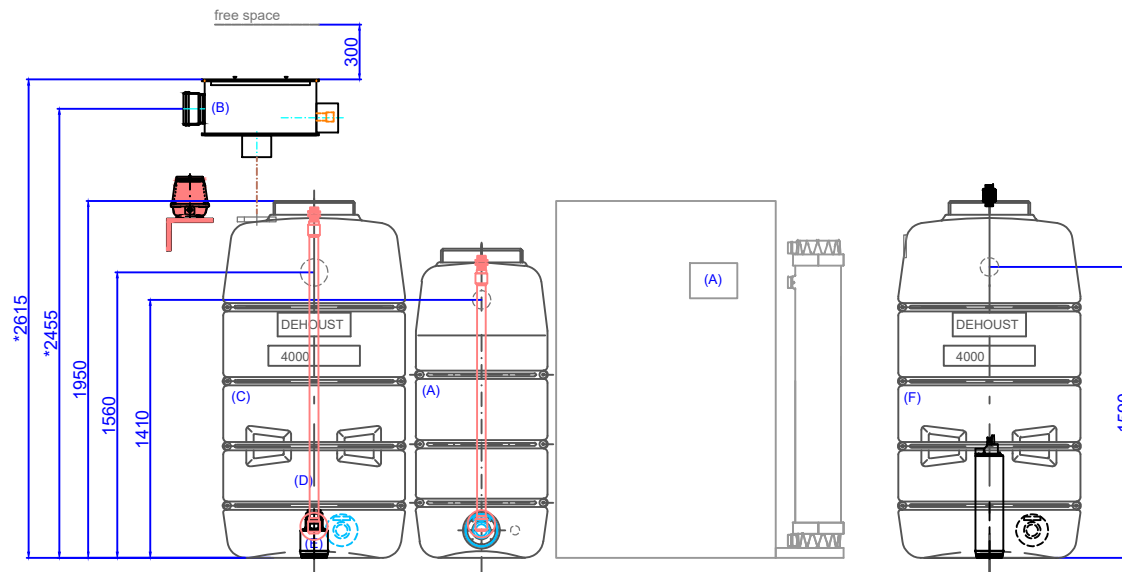 free space
300
(B)
*2615
*2455
1950
1560
1410
DEHOUST
4000
(C)
(D)
(E)
(A)
(A)
DEHOUST
4000
(F)